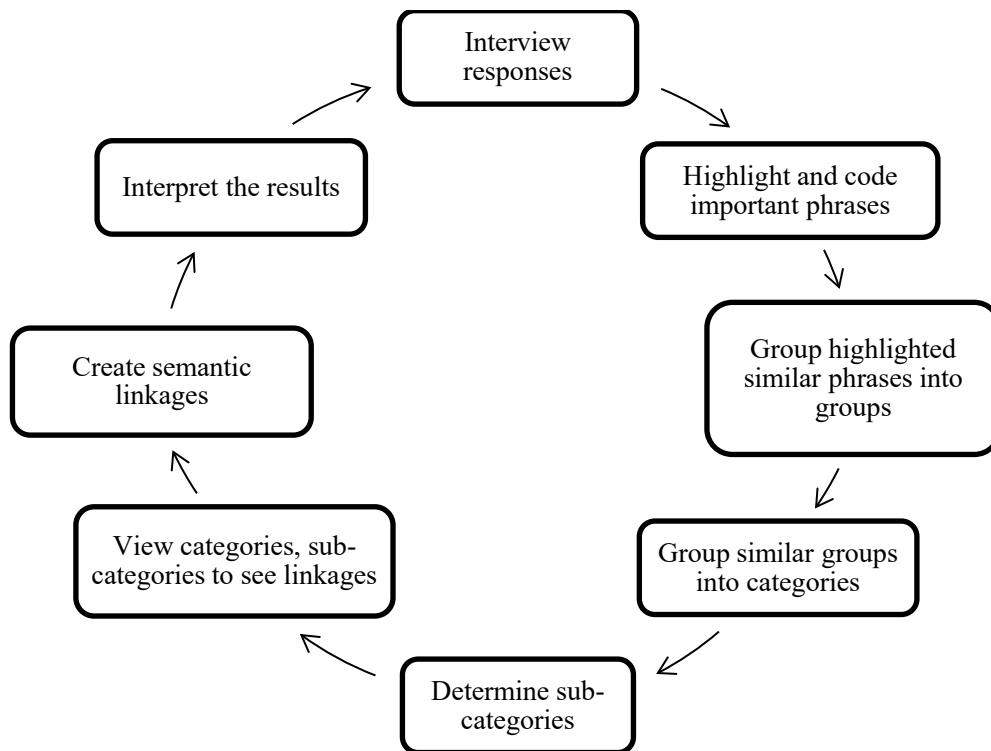 Interview
responses
Highlight and code
important phrases
Group highlighted
similar phrases into
groups
Group similar groups
into categories
Determine sub-
categories
View categories, sub-
categories to see linkages
Create semantic
linkages
Interpret the results